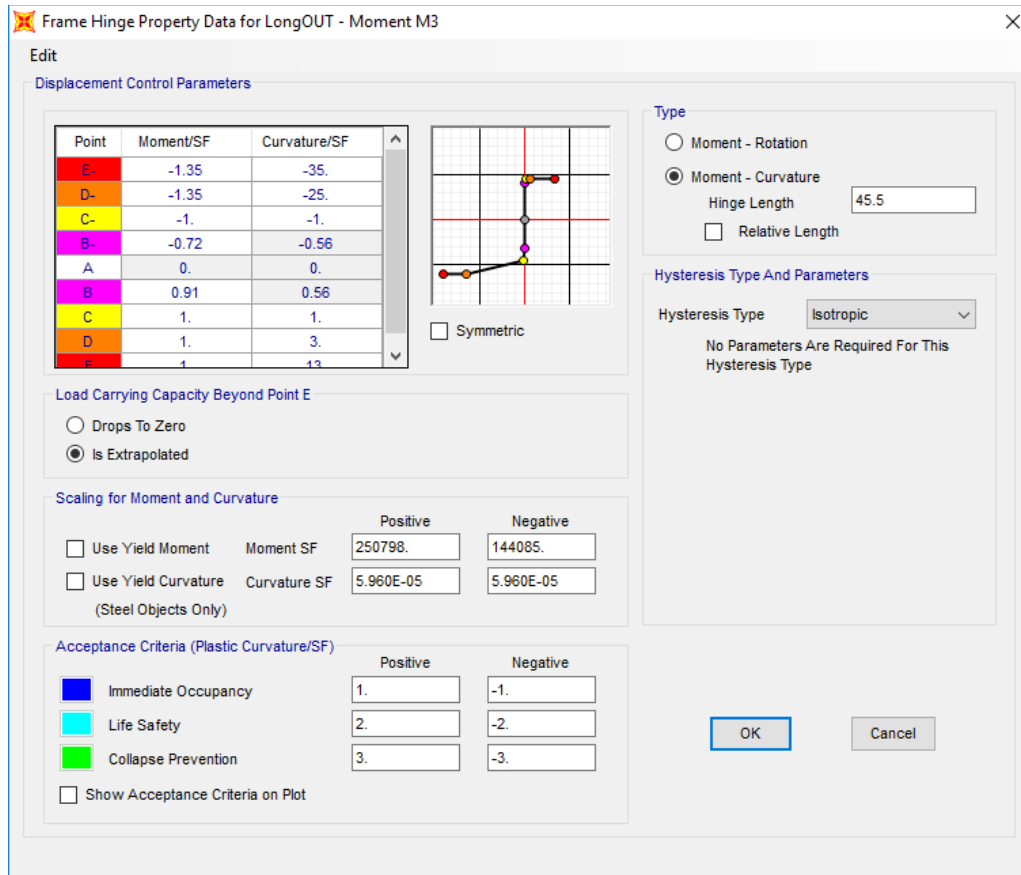 Frame Hinge Property Data for LongOUT - Moment M3
Edit
Displacement Control Parameters
Point Moment/SF Curvature/SF
E- -1.35 -35.
D- -1.35 -25.
C- -1. -1.
B- -0.72 -0.56
A 0. 0.
B 0.91 0.56
C 1. 1.
D 1. 3.
E 1. 13.
Symmetric
Type
Moment - Rotation
Moment - Curvature
Hinge Length 45.5
Relative Length
Hysteresis Type And Parameters
Hysteresis Type Isotropic
No Parameters Are Required For This
Hysteresis Type
Load Carrying Capacity Beyond Point E
Drops To Zero
Is Extrapolated
Scaling for Moment and Curvature
Positive Negative
Use Yield Moment Moment SF 250798. 144085.
Use Yield Curvature Curvature SF 5.960E-05 5.960E-05
(Steel Objects Only)
Acceptance Criteria (Plastic Curvature/SF)
Positive Negative
Immediate Occupancy 1. -1.
Life Safety 2. -2.
Collapse Prevention 3. -3.
Show Acceptance Criteria on Plot
OK Cancel